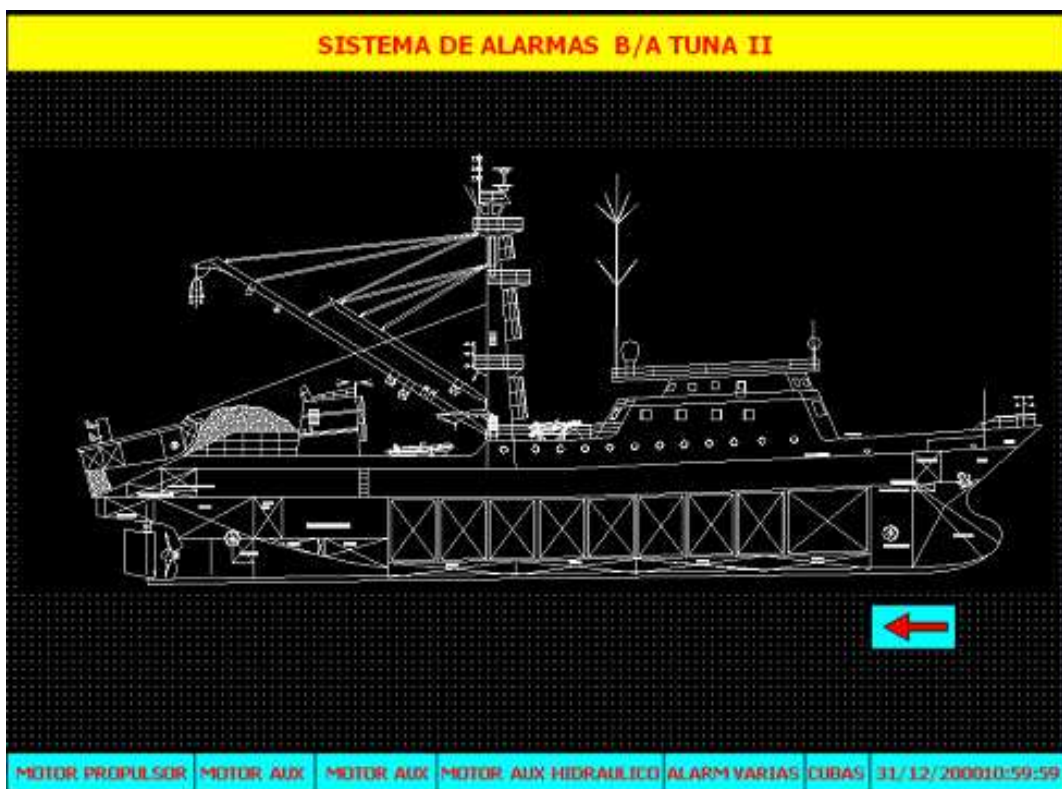 SISTEMA DE ALARMAS B/A TUNA II
MOTOR PROPULSOR MOTOR AUX MOTOR AUX MOTOR AUX HIDRAULICO ALARM VARIAS CUBAS 31/12/200010:59:59